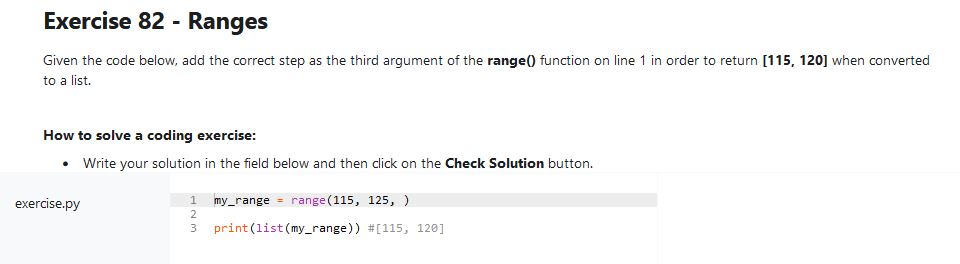 Exercise 82 - Ranges
Given the code below, add the correct step as the third argument of the range() function on line 1 in order to return [115, 120] when converted
to a list.
How to solve a coding exercise:
• Write your solution in the field below and then click on the Check Solution button.
exercise.py
1 my_range = range(115, 125, )
2
3 print(list(my_range)) #[115, 120]